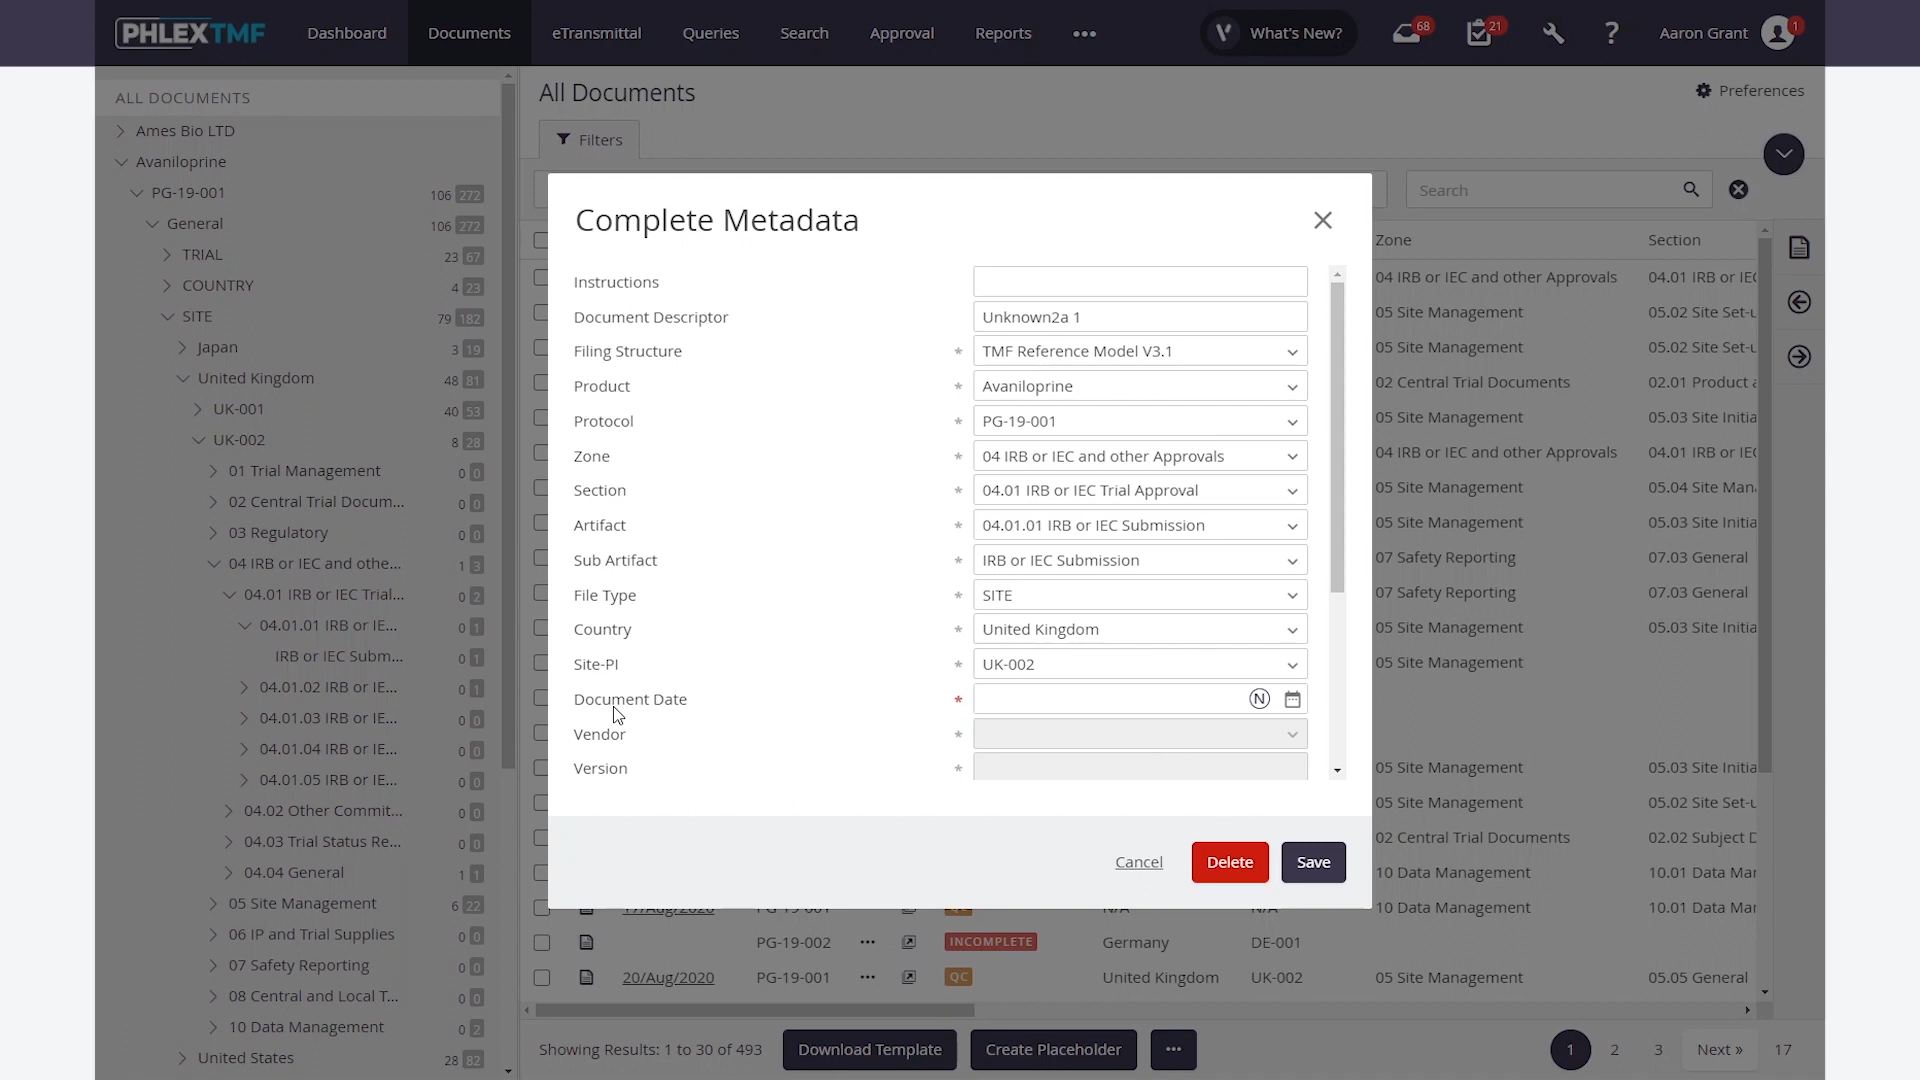 PHLEXTMF Dashboard Documents eTransmittal Queries Search Approval Reports ••• What's New? 68 21 ? Aaron Grant 1
ALL DOCUMENTS
Ames Bio LTD
Avaniloprine
PG-19-001 106 272
General 106 272
TRIAL 23 67
COUNTRY 4 23
SITE 79 182
Japan 3 19
United Kingdom 48 81
UK-001 40 53
UK-002 8 28
01 Trial Management 0 0
02 Central Trial Docum... 0 0
03 Regulatory 0 0
04 IRB or IEC and othe... 1 3
04.01 IRB or IEC Trial... 0 2
04.01.01 IRB or IE... 0 1
IRB or IEC Subm... 0 1
04.01.02 IRB or IE... 0 1
04.01.03 IRB or IE... 0 0
04.01.04 IRB or IE... 0 0
04.01.05 IRB or IE... 0 0
04.02 Other Commit... 0 0
04.03 Trial Status Re... 0 0
04.04 General 1 1
05 Site Management 6 22
06 IP and Trial Supplies 0 0
07 Safety Reporting 0 0
08 Central and Local T... 0 0
10 Data Management 0 2
United States 28 82
All Documents
Preferences
Filters
Search
Complete Metadata
Instructions
Document Descriptor Unknown2a 1
Filing Structure * TMF Reference Model V3.1
Product * Avaniloprine
Protocol * PG-19-001
Zone * 04 IRB or IEC and other Approvals
Section * 04.01 IRB or IEC Trial Approval
Artifact * 04.01.01 IRB or IEC Submission
Sub Artifact * IRB or IEC Submission
File Type * SITE
Country * United Kingdom
Site-PI * UK-002
Document Date * N
Vendor *
Version *
Cancel Delete Save
Zone Section
04 IRB or IEC and other Approvals 04.01 IRB or IEC
05 Site Management 05.02 Site Set-u
05 Site Management 05.02 Site Set-u
02 Central Trial Documents 02.01 Product a
05 Site Management 05.03 Site Initia
04 IRB or IEC and other Approvals 04.01 IRB or IEC
05 Site Management 05.04 Site Man
05 Site Management 05.03 Site Initia
07 Safety Reporting 07.03 General
07 Safety Reporting 07.03 General
05 Site Management 05.03 Site Initia
05 Site Management
05 Site Management 05.03 Site Initia
05 Site Management 05.02 Site Set-u
02 Central Trial Documents 02.02 Subject D
10 Data Management 10.01 Data Mar
17/Aug/2020 PG-19-001 QC N/A N/A 10 Data Management 10.01 Data Mar
PG-19-002 ••• INCOMPLETE Germany DE-001
20/Aug/2020 PG-19-001 ••• QC United Kingdom UK-002 05 Site Management 05.05 General
Showing Results: 1 to 30 of 493 Download Template Create Placeholder ••• 1 2 3 Next » 17